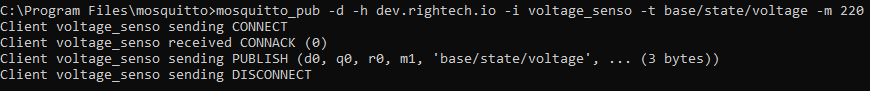 C:\Program Files\mosquitto>mosquitto_pub -d -h dev.rightech.io -i voltage_senso -t base/state/voltage -m 220
Client voltage_senso sending CONNECT
Client voltage_senso received CONNACK (0)
Client voltage_senso sending PUBLISH (d0, q0, r0, m1, 'base/state/voltage', ... (3 bytes))
Client voltage_senso sending DISCONNECT